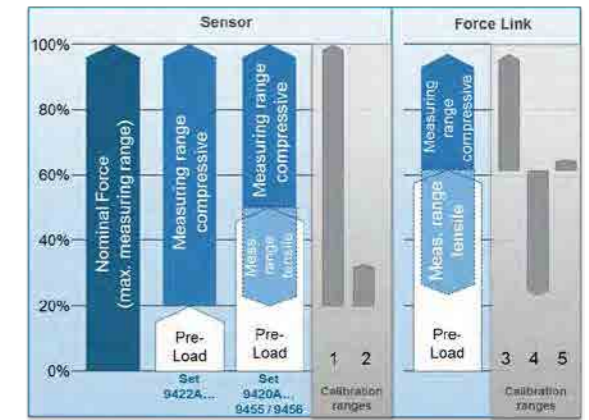 Sensor
Force Link
100%
80%
60%
40%
20%
0%
Nominal Force
(max. measuring range)
Measuring range
compressive
Pre-
Load
Set
9422A...
Measuring range
compressive
Mess
range
tensile
Pre-
Load
Set
9420A...
9455 / 9456
1 2
Calibration
ranges
Measuring
range
compressive
Meas. range
tensile
Pre-
Load
3 4 5
Calibration
ranges